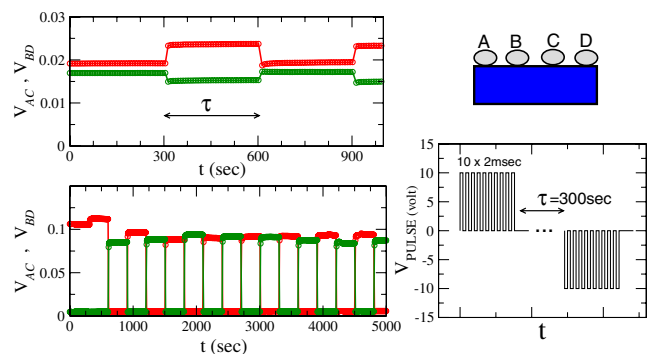 0.03
0.02
0.01
0
V_AC , V_BD
τ
0 300 600 900
t (sec)
A B C D
0.1
0.05
0
V_AC , V_BD
0 1000 2000 3000 4000 5000
t (sec)
15
10
5
0
-5
-10
-15
V_PULSE (volt)
10 x 2msec
τ =300sec
...
t